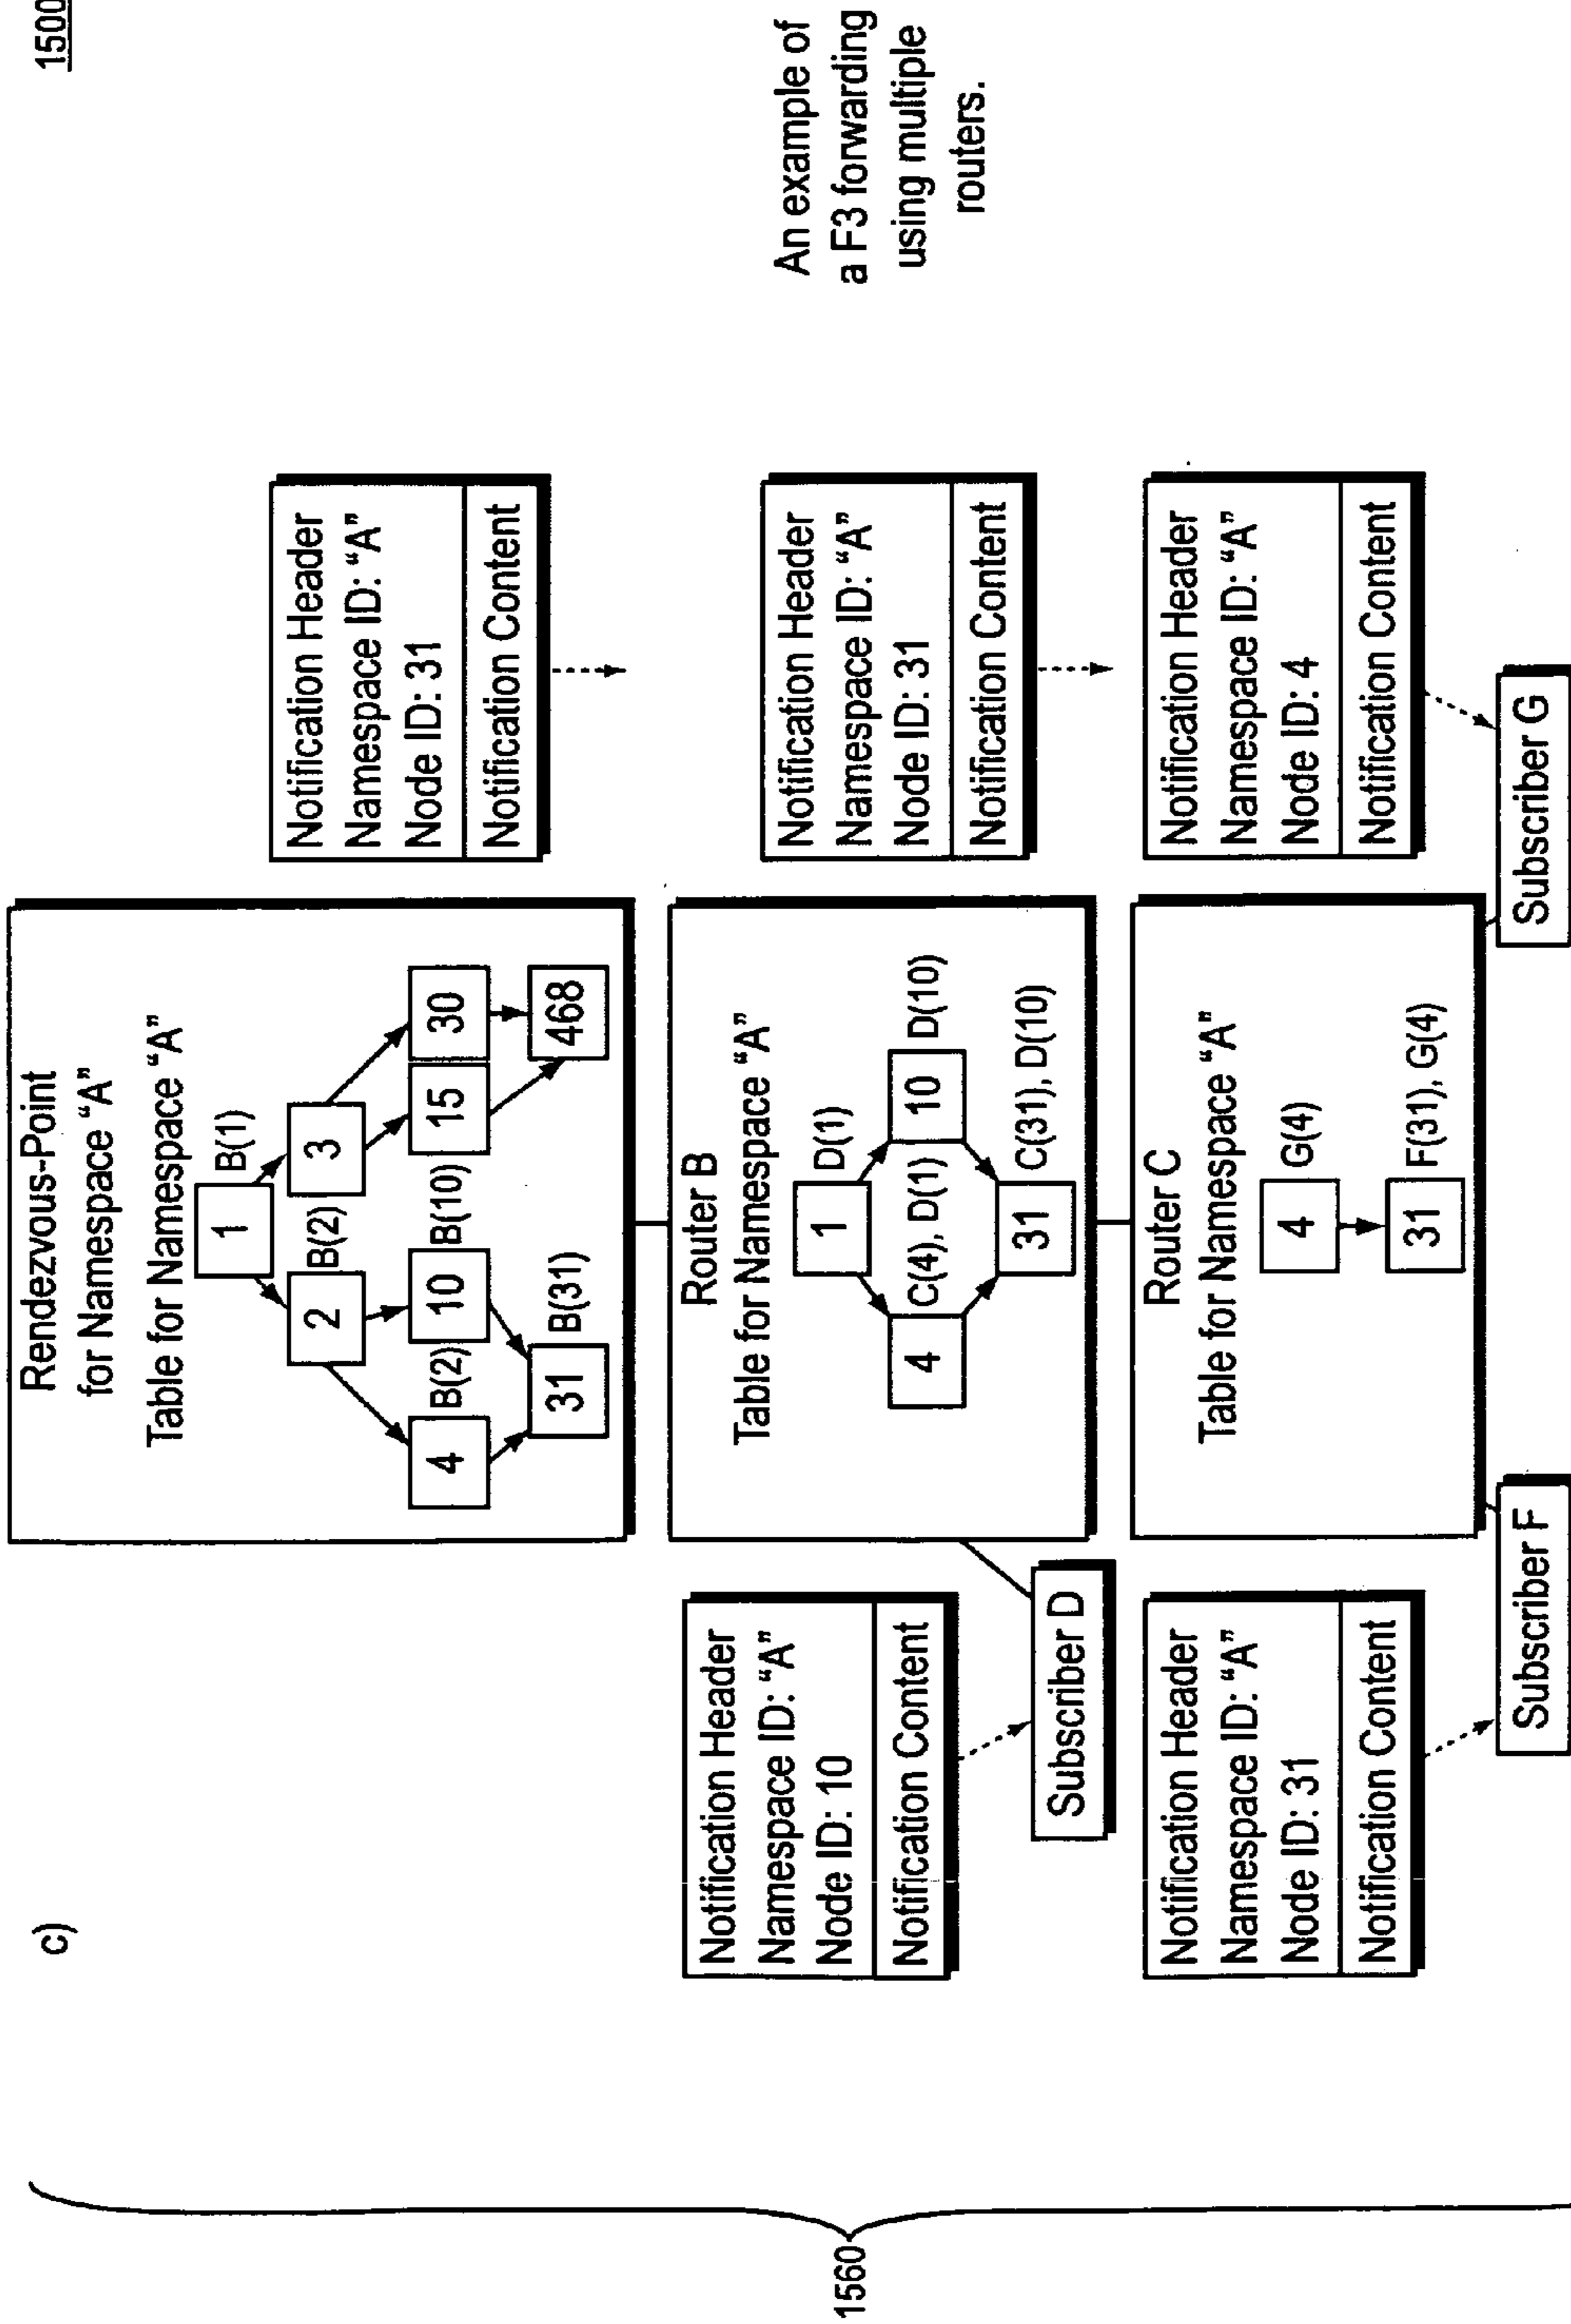 c)
1500
Rendezvous-Point
for Namespace “A”
Table for Namespace “A”
1 B(1)
2 B(2) 3
4 B(2) 10 B(10) 15 30
31 B(31) 468
Notification Header
Namespace ID: “A”
Node ID: 31
Notification Content
Router B
Table for Namespace “A”
1 D(1)
4 C(4), D(1) 10 D(10)
31 C(31), D(10)
Notification Header
Namespace ID: “A”
Node ID: 10
Notification Content
Subscriber D
Notification Header
Namespace ID: “A”
Node ID: 31
Notification Content
An example of
a F3 forwarding
using multiple
routers.
1560
Router C
Table for Namespace “A”
4 G(4)
31 F(31), G(4)
Notification Header
Namespace ID: “A”
Node ID: 31
Notification Content
Subscriber F
Notification Header
Namespace ID: “A”
Node ID: 4
Notification Content
Subscriber G